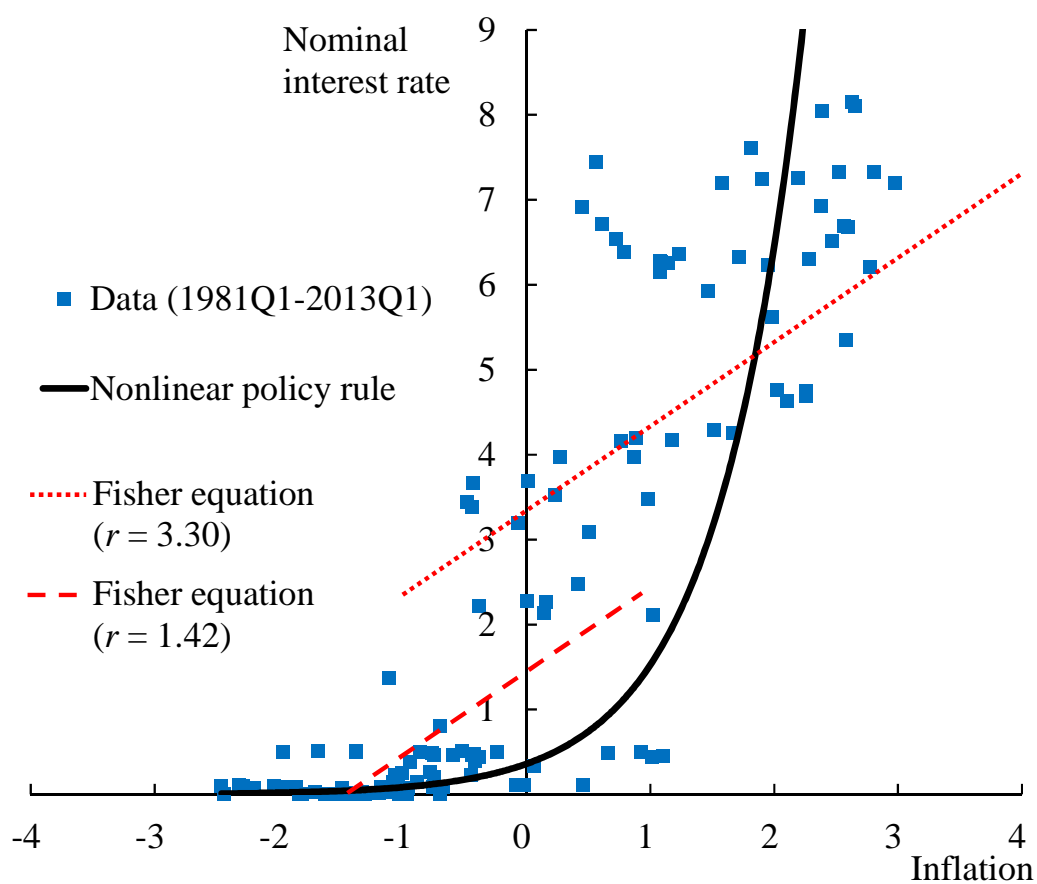 Nominal
interest rate
9
8
7
6
5
4
3
2
1
Data (1981Q1-2013Q1)
Nonlinear policy rule
Fisher equation
(r = 3.30)
Fisher equation
(r = 1.42)
-4 -3 -2 -1 0 1 2 3 4
Inflation